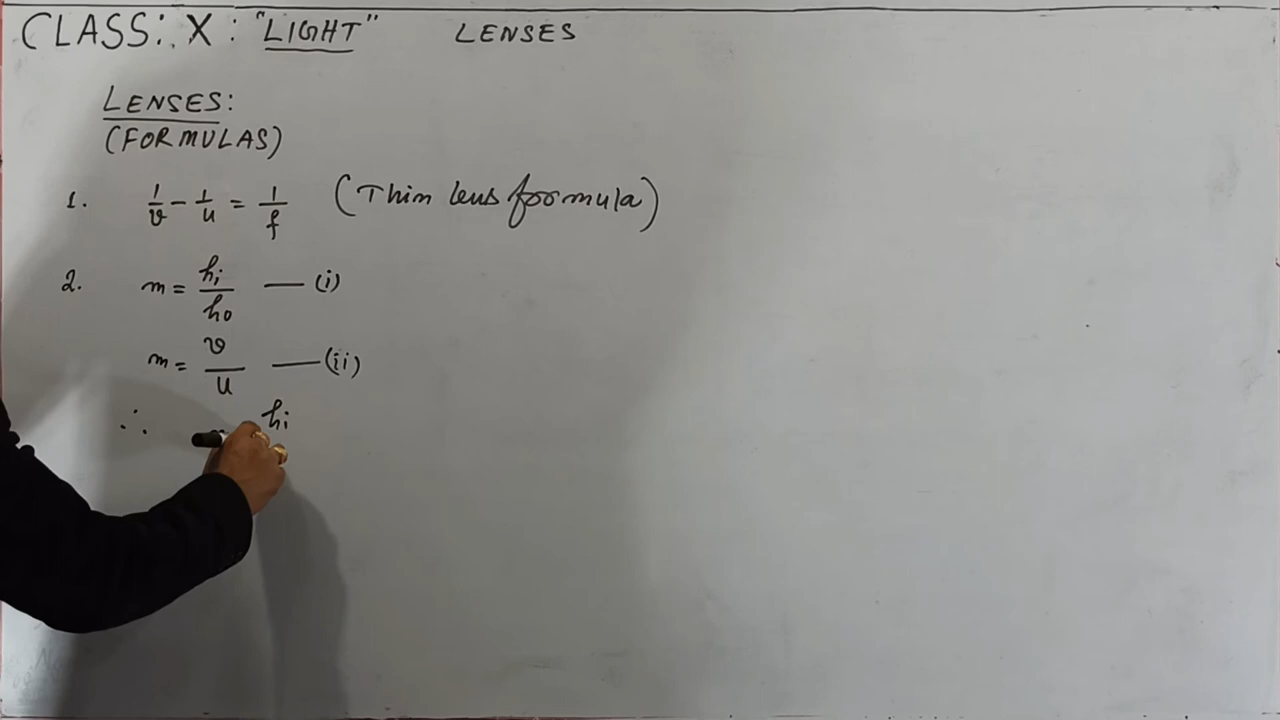 CLASS: X : "LIGHT" LENSES
LENSES:
(FORMULAS)
1. 1/v - 1/u = 1/f (Thin lens formula)
2. m = hi/ho — (i)
m = v/u — (ii)
∴ hi